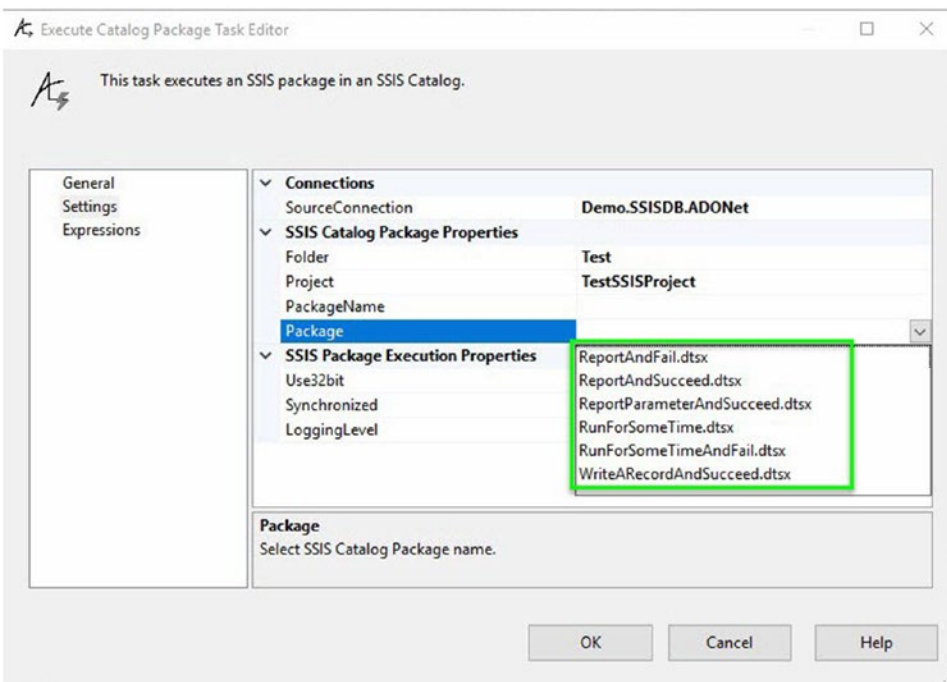 Execute Catalog Package Task Editor
This task executes an SSIS package in an SSIS Catalog.
General
Settings
Expressions
Connections
SourceConnection Demo.SSISDB.ADONet
SSIS Catalog Package Properties
Folder Test
Project TestSSISProject
PackageName
Package
SSIS Package Execution Properties
Use32bit
Synchronized
LoggingLevel
ReportAndFail.dtsx
ReportAndSucceed.dtsx
ReportParameterAndSucceed.dtsx
RunForSomeTime.dtsx
RunForSomeTimeAndFail.dtsx
WriteARecordAndSucceed.dtsx
Package
Select SSIS Catalog Package name.
OK Cancel Help